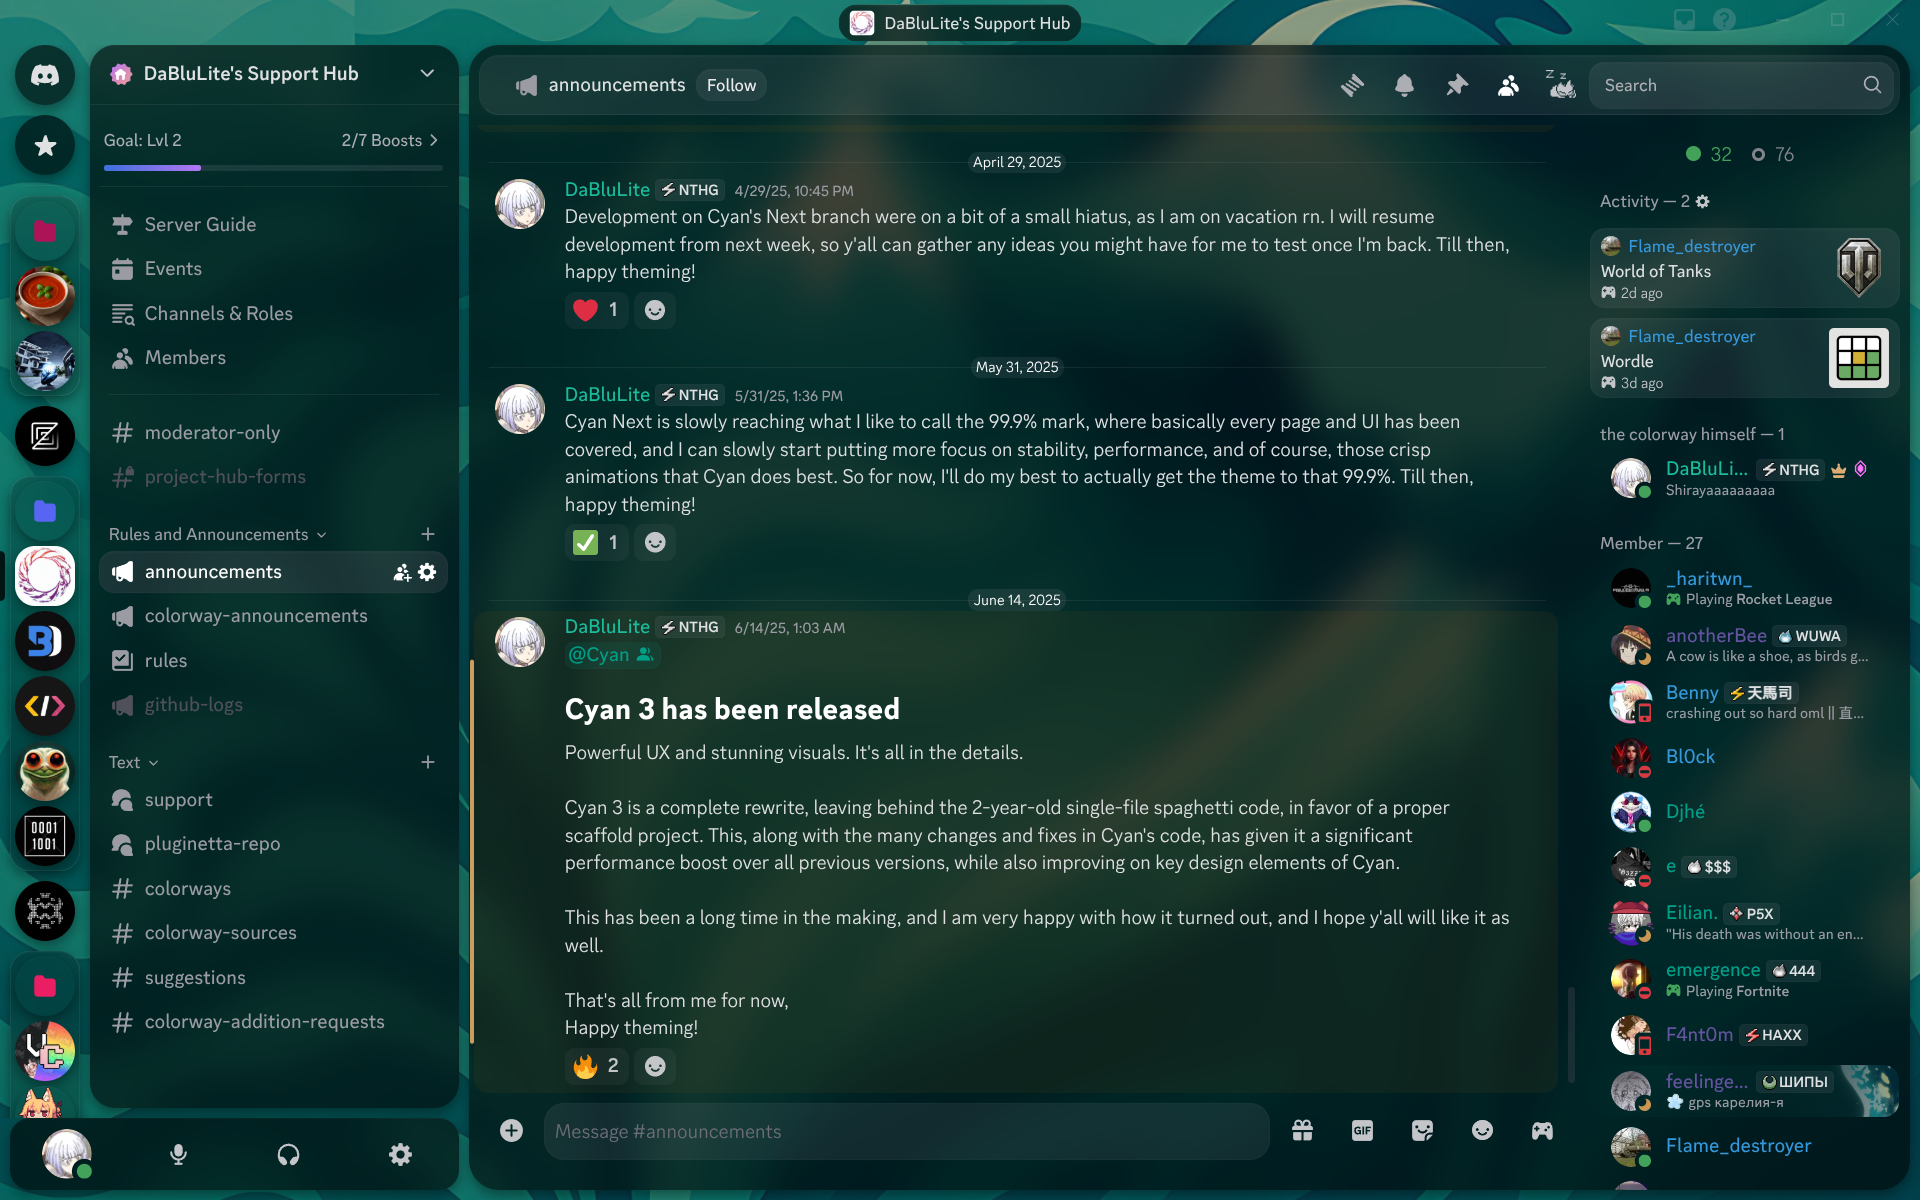 DaBluLite's Support Hub
DaBluLite's Support Hub
Goal: Lvl 2
2/7 Boosts
Server Guide
Events
Channels & Roles
Members
moderator-only
project-hub-forms
Rules and Announcements
announcements
colorway-announcements
rules
github-logs
Text
support
pluginetta-repo
colorways
colorway-sources
suggestions
colorway-addition-requests
0001
1001
announcements
Follow
Search
April 29, 2025
DaBluLite NTHG 4/29/25, 10:45 PM
Development on Cyan's Next branch were on a bit of a small hiatus, as I am on vacation rn. I will resume
development from next week, so y'all can gather any ideas you might have for me to test once I'm back. Till then,
happy theming!
1
May 31, 2025
DaBluLite NTHG 5/31/25, 1:36 PM
Cyan Next is slowly reaching what I like to call the 99.9% mark, where basically every page and UI has been
covered, and I can slowly start putting more focus on stability, performance, and of course, those crisp
animations that Cyan does best. So for now, I'll do my best to actually get the theme to that 99.9%. Till then,
happy theming!
1
June 14, 2025
DaBluLite NTHG 6/14/25, 1:03 AM
@Cyan
Cyan 3 has been released
Powerful UX and stunning visuals. It's all in the details.
Cyan 3 is a complete rewrite, leaving behind the 2-year-old single-file spaghetti code, in favor of a proper
scaffold project. This, along with the many changes and fixes in Cyan's code, has given it a significant
performance boost over all previous versions, while also improving on key design elements of Cyan.
This has been a long time in the making, and I am very happy with how it turned out, and I hope y'all will like it as
well.
That's all from me for now,
Happy theming!
2
Message #announcements
GIF
32
76
Activity — 2
Flame_destroyer
World of Tanks
2d ago
Flame_destroyer
Wordle
3d ago
the colorway himself — 1
DaBluLi... NTHG
Shirayaaaaaaaaa
Member — 27
_haritwn_
Playing Rocket League
anotherBee WUWA
A cow is like a shoe, as birds g...
Benny 天馬司
crashing out so hard oml || 直...
Bl0ck
Djhé
e $$$
Eilian. P5X
"His death was without an en...
emergence 444
Playing Fortnite
F4nt0m HAXX
feelinge... ШИПЫ
gps карелия-я
Flame_destroyer